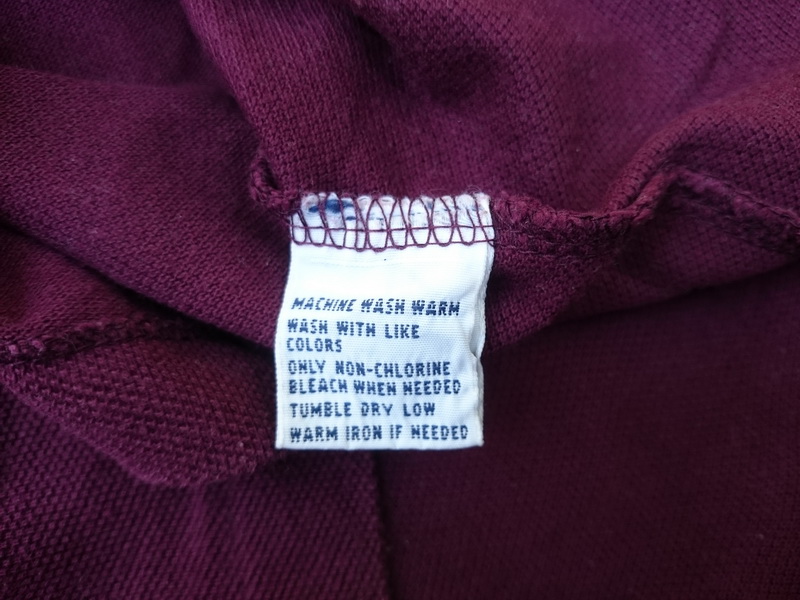 MACHINE WASH WARM
WASH WITH LIKE
COLORS
ONLY NON-CHLORINE
BLEACH WHEN NEEDED
TUMBLE DRY LOW
WARM IRON IF NEEDED